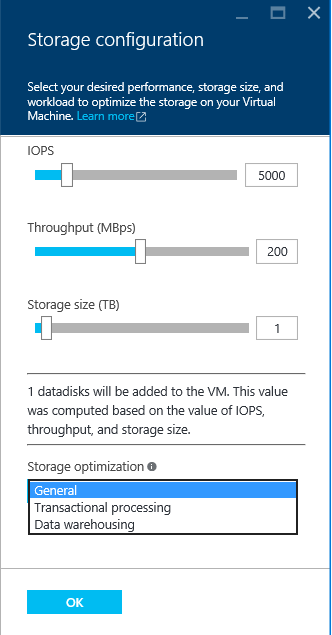 Storage configuration
Select your desired performance, storage size, and
workload to optimize the storage on your Virtual
Machine. Learn more
IOPS
5000
Throughput (MBps)
200
Storage size (TB)
1
1 datadisks will be added to the VM. This value
was computed based on the value of IOPS,
throughput, and storage size.
Storage optimization
General
Transactional processing
Data warehousing
OK